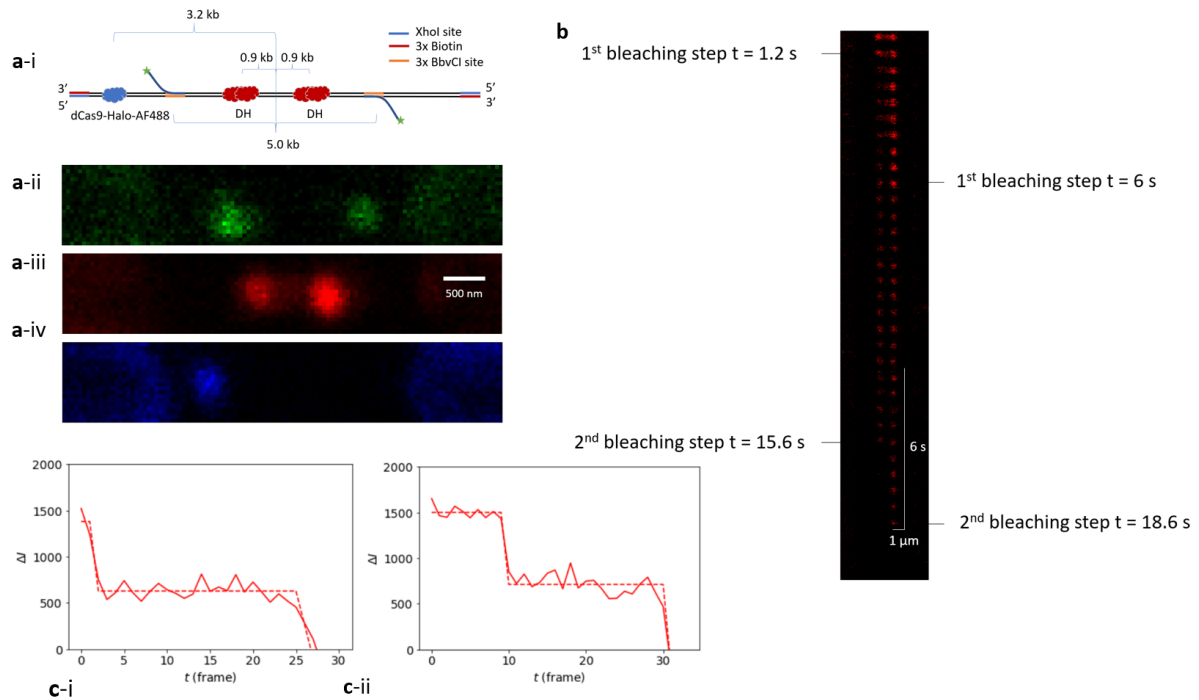 3.2 kb
b
1st bleaching step t = 1.2 s
XhoI site
3x Biotin
3x BbvCI site
a-i
0.9 kb 0.9 kb
3’ 5’
5’ 3’
dCas9-Halo-AF488 DH DH
5.0 kb
a-ii
1st bleaching step t = 6 s
a-iii
500 nm
a-iv
2nd bleaching step t = 15.6 s
6 s
2nd bleaching step t = 18.6 s
1 μm
2000
1500
1000
500
0
ΔI
0 5 10 15 20 25 30
t (frame)
c-i
2000
1500
1000
500
0
ΔI
0 10 20 30
t (frame)
c-ii